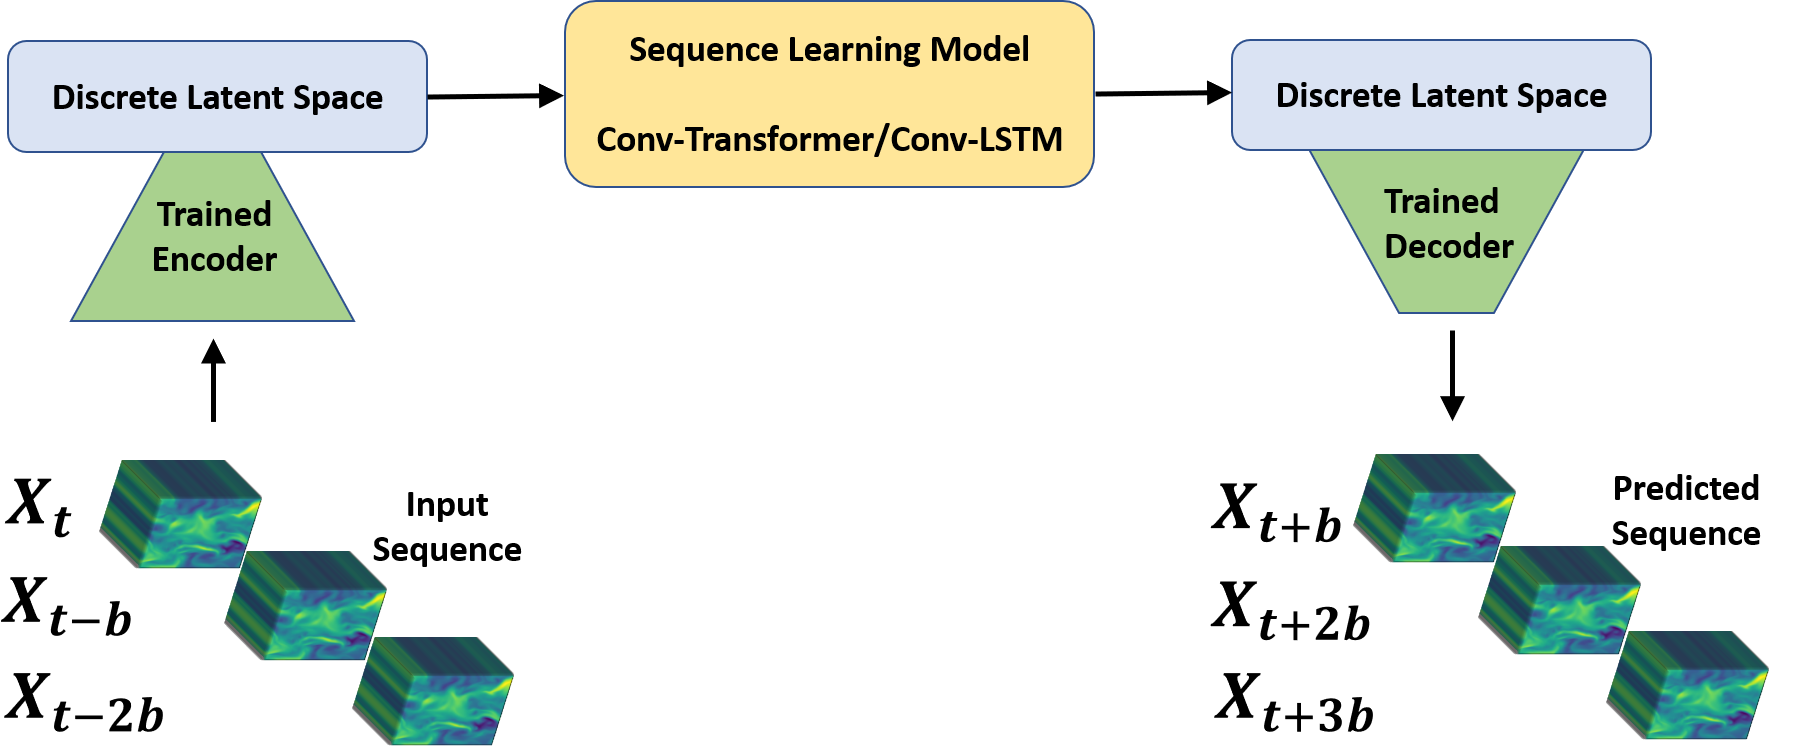 Discrete Latent Space
Sequence Learning Model
Conv-Transformer/Conv-LSTM
Discrete Latent Space
Trained
Encoder
Trained
Decoder
X_t
X_{t-b}
X_{t-2b}
Input
Sequence
X_{t+b}
X_{t+2b}
X_{t+3b}
Predicted
Sequence